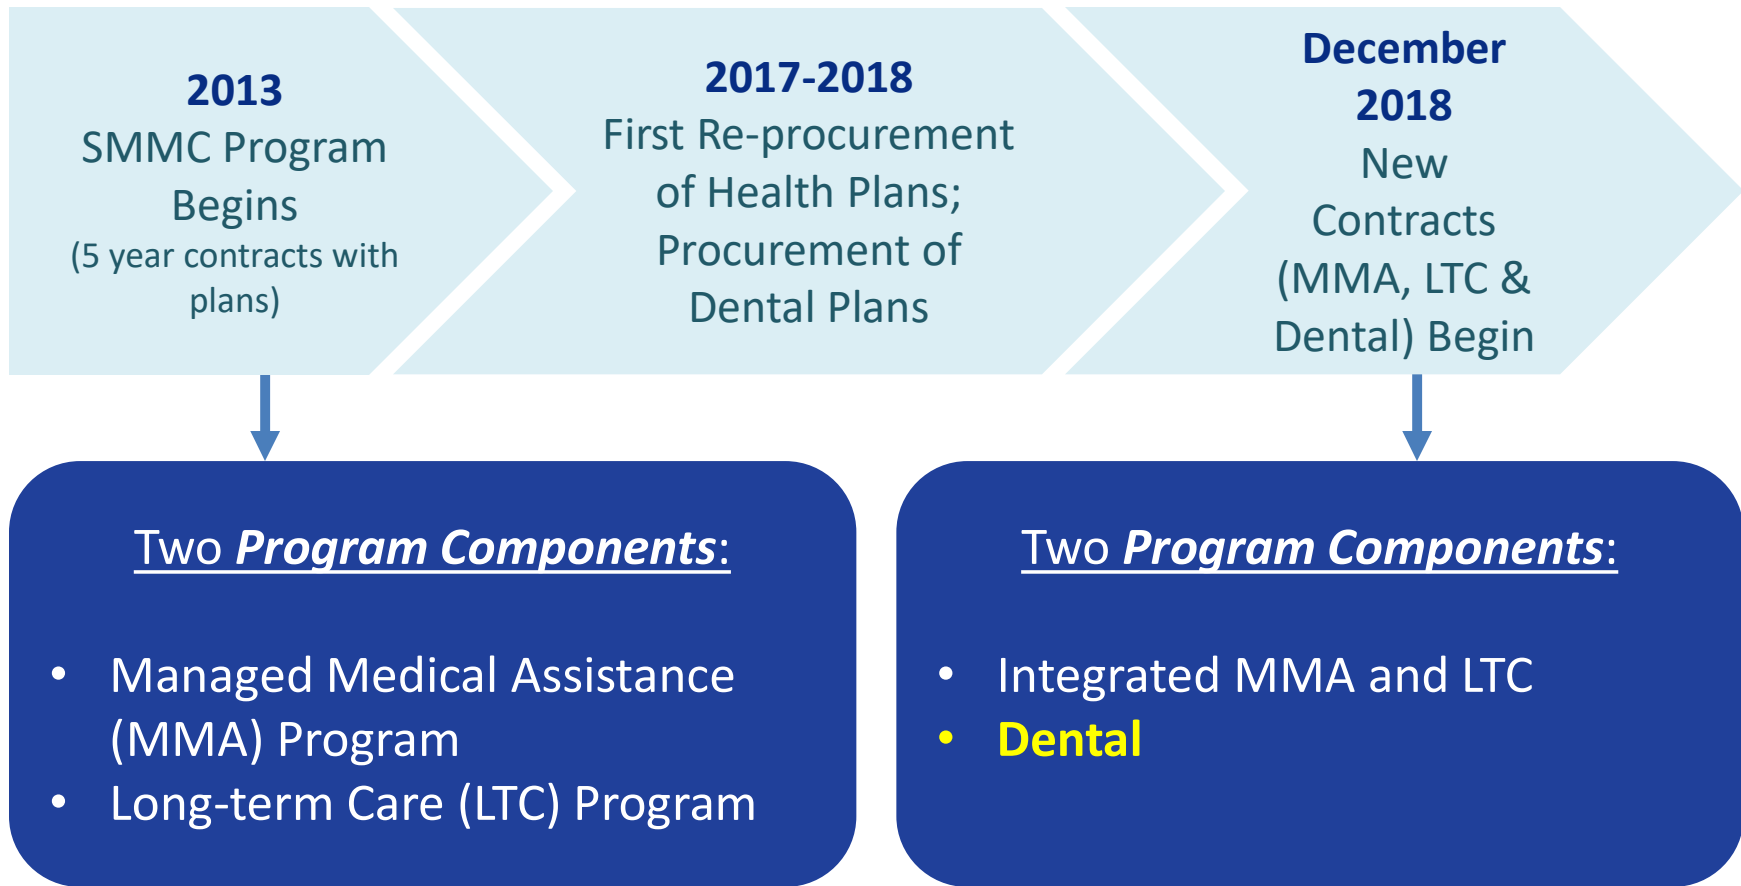 2013
SMMC Program
Begins
(5 year contracts with
plans)
2017-2018
First Re-procurement
of Health Plans;
Procurement of
Dental Plans
December
2018
New
Contracts
(MMA, LTC &
Dental) Begin
Two Program Components:
• Managed Medical Assistance
(MMA) Program
• Long-term Care (LTC) Program
Two Program Components:
• Integrated MMA and LTC
• Dental